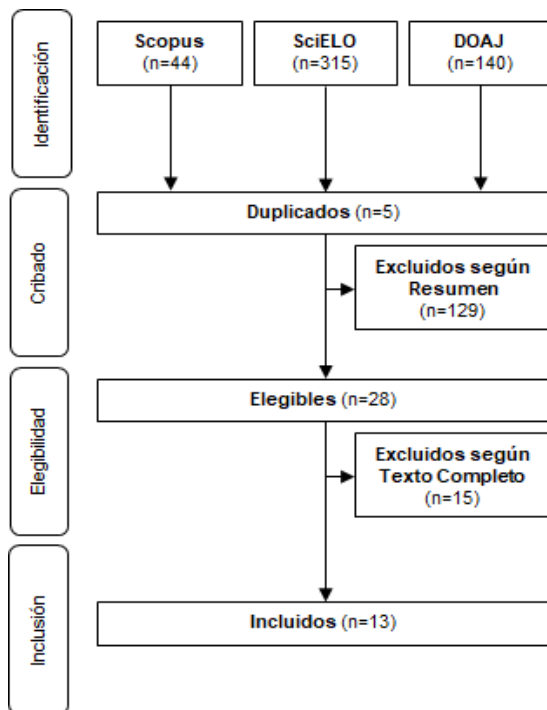 Identificación
Scopus
(n=44)
SciELO
(n=315)
DOAJ
(n=140)
Cribado
Duplicados (n=5)
Excluidos según
Resumen
(n=129)
Elegibilidad
Elegibles (n=28)
Excluidos según
Texto Completo
(n=15)
Inclusión
Incluidos (n=13)